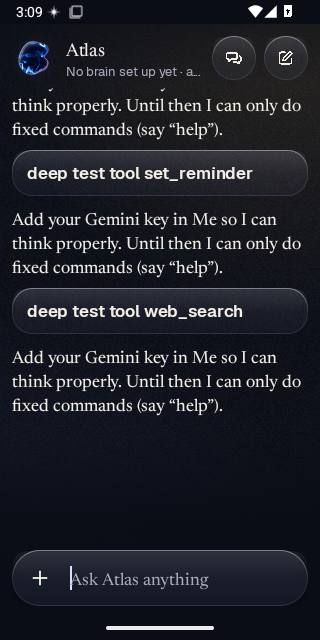 3:09
Atlas
No brain set up yet · a...
think properly. Until then I can only do
fixed commands (say “help”).
deep test tool set_reminder
Add your Gemini key in Me so I can
think properly. Until then I can only do
fixed commands (say “help”).
deep test tool web_search
Add your Gemini key in Me so I can
think properly. Until then I can only do
fixed commands (say “help”).
Ask Atlas anything